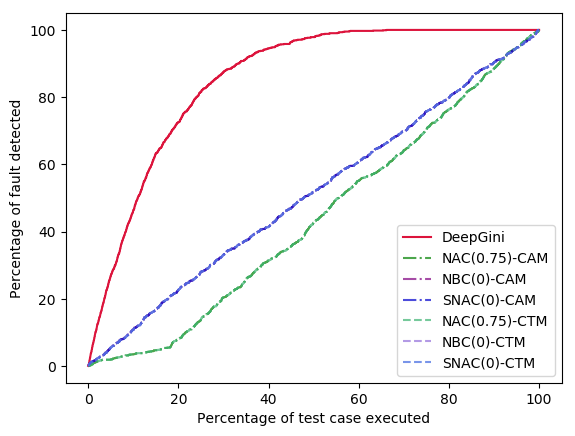 100
80
60
40
20
0
Percentage of fault detected
DeepGini
NAC(0.75)-CAM
NBC(0)-CAM
SNAC(0)-CAM
NAC(0.75)-CTM
NBC(0)-CTM
SNAC(0)-CTM
0 20 40 60 80 100
Percentage of test case executed